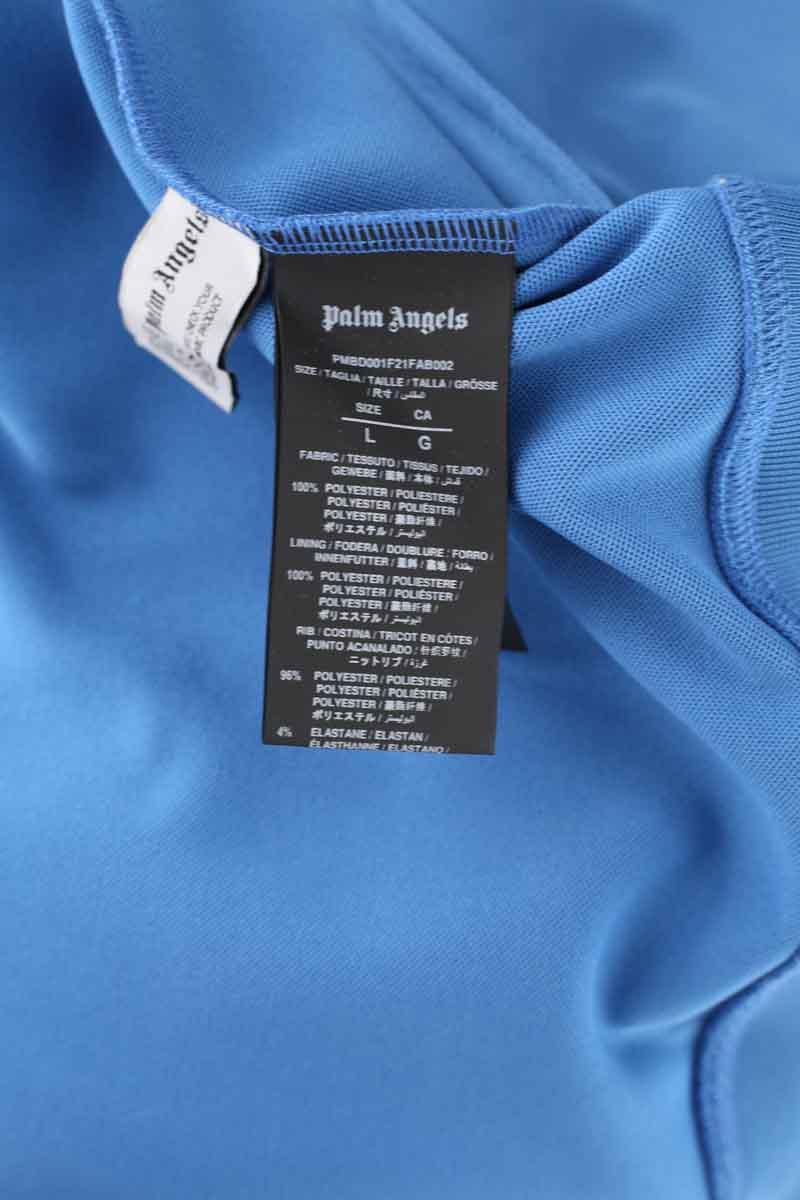 Palm Angels
YOUR
PRODUCT
Palm Angels
PMBD001F21FAB002
SIZE / TAGLIA / TAILLE / TALLA / GRÖSSE
/ 尺寸 / المقاس
SIZE CA
L G
FABRIC / TESSUTO / TISSUS / TEJIDO /
GEWEBE / 面料 / 本体 / قماش
100% POLYESTER / POLIESTERE /
POLYESTER / POLIÉSTER /
POLYESTER / 聚酯纤维 /
ポリエステル / البوليستر
LINING / FODERA / DOUBLURE : FORRO /
INNENFUTTER / 里料 / 裏地 / بطانة
100% POLYESTER / POLIESTERE /
POLYESTER / POLIÉSTER /
POLYESTER / 聚酯纤维 /
ポリエステル / البوليستر
RIB / COSTINA / TRICOT EN CÔTES /
PUNTO ACANALADO : 针织罗纹 /
ニットリブ / غرزة
96% POLYESTER / POLIESTERE /
POLYESTER / POLIÉSTER /
POLYESTER / 聚酯纤维 /
ポリエステル / البوليستر
4% ELASTANE / ELASTAN /
ÉLASTHANNE / ELASTANO /